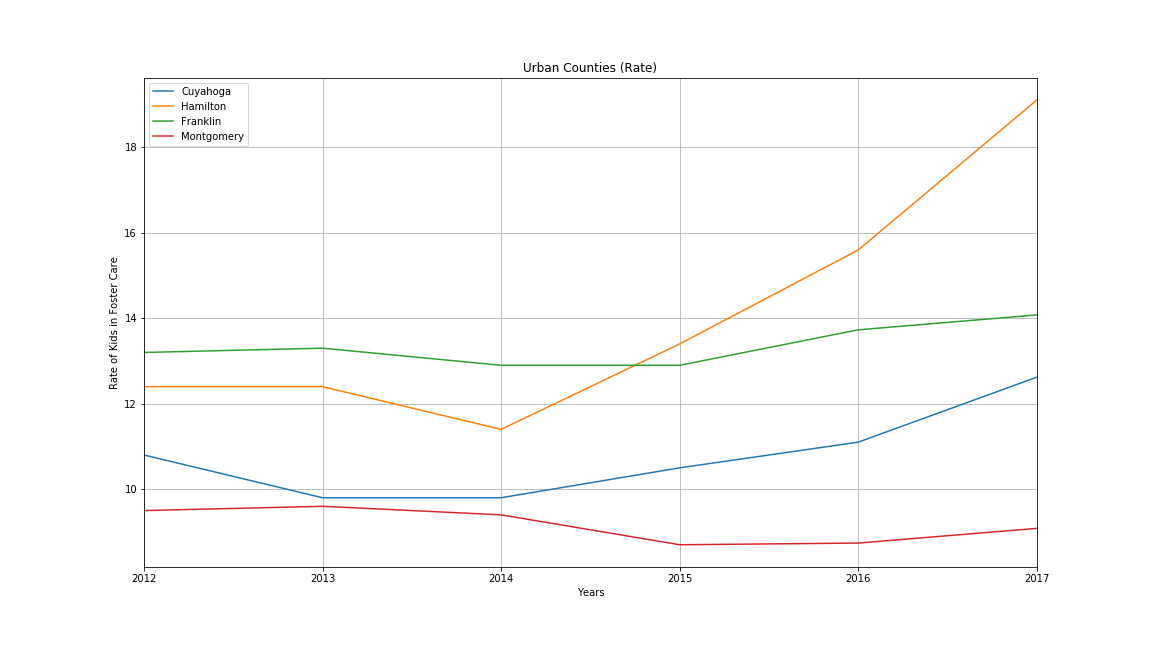 Urban Counties (Rate)
Cuyahoga
Hamilton
Franklin
Montgomery
Rate of Kids in Foster Care
18
16
14
12
10
2012 2013 2014 2015 2016 2017
Years